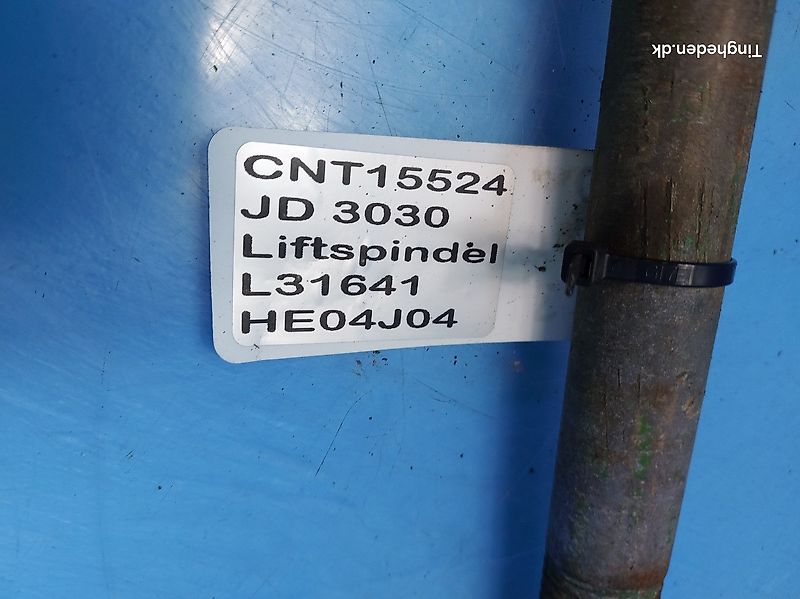 CNT15524
JD 3030
Liftspindel
L31641
HE04J04
Tingheden.dk